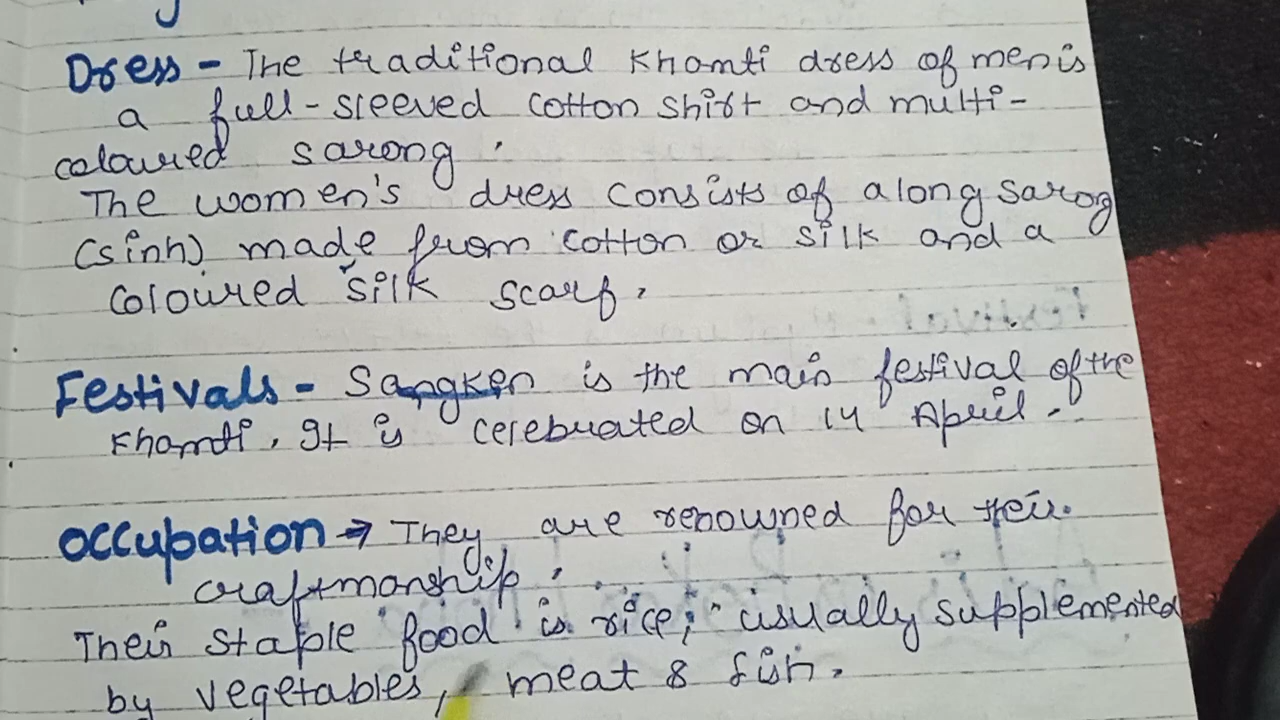 Dress - The traditional Khamti dress of men is
a full-sleeved cotton shirt and multi-
coloured sarong.
The women's dress consists of a long sarog
(sinh) made from cotton or silk and a
coloured silk scarf.
Festivals - Sangken is the main festival of the
Khamti. It is celebrated on 14 April.
Occupation → They are renowned for their
craftmanship.
Their staple food is rice, usually supplemented
by vegetables, meat & fish.